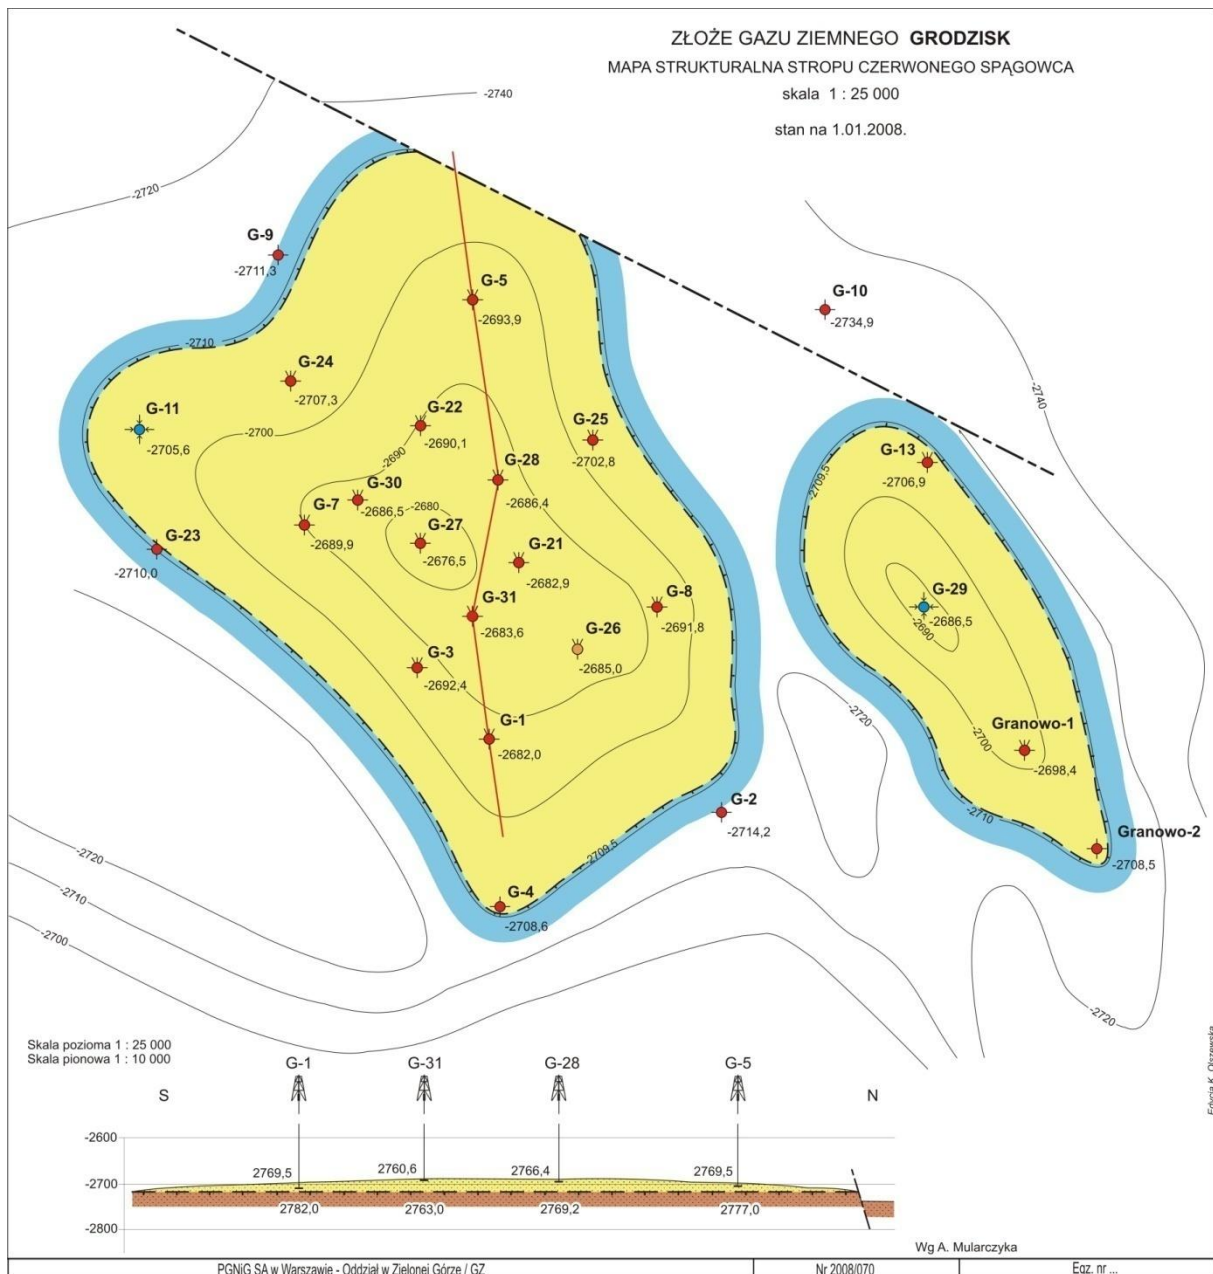 ZŁOŻE GAZU ZIEMNEGO GRODZISK
MAPA STRUKTURALNA STROPU CZERWONEGO SPĄGOWCA
skala 1 : 25 000
stan na 1.01.2008.
-2740
-2720
G-9
-2711,3
G-5
-2693,9
G-10
-2734,9
-2710
G-24
-2707,3
-2740
G-11
-2705,6
-2700
G-22
-2690,1
G-25
-2702,8
-2690
G-13
-2706,9
-2709,5
G-28
-2686,4
G-30
-2686,5
-2680
G-7
-2689,9
G-27
-2676,5
G-23
-2710,0
G-21
-2682,9
G-31
-2683,6
G-8
-2691,8
G-29
-2686,5
-2690
G-26
-2685,0
G-3
-2692,4
G-1
-2682,0
-2720
Granowo-1
-2698,4
-2700
G-2
-2714,2
-2710
Granowo-2
-2708,5
-2709,5
-2720
-2710
-2700
G-4
-2708,6
-2720
Edycja K. Olszewska
Skala pozioma 1 : 25 000
Skala pionowa 1 : 10 000
S
G-1
G-31
G-28
G-5
N
-2600
-2700
-2800
2769,5
2760,6
2766,4
2769,5
2782,0
2763,0
2769,2
2777,0
Wg A. Mularczyka
PGNiG SA w Warszawie - Oddział w Zielonej Górze / GZ
Nr 2008/070
Egz. nr ...